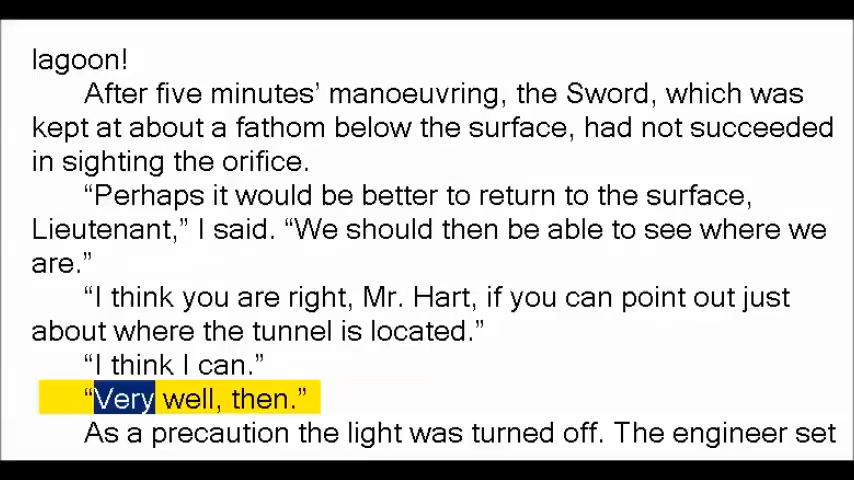 lagoon!
After five minutes’ manoeuvring, the Sword, which was
kept at about a fathom below the surface, had not succeeded
in sighting the orifice.
“Perhaps it would be better to return to the surface,
Lieutenant,” I said. “We should then be able to see where we
are.”
“I think you are right, Mr. Hart, if you can point out just
about where the tunnel is located.”
“I think I can.”
“Very well, then.”
As a precaution the light was turned off. The engineer set